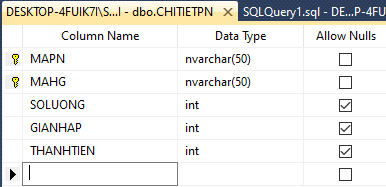 DESKTOP-4FUIK7I\S...I - dbo.CHITIETPN SQLQuery1.sql - DE...P-4FU
Column Name Data Type Allow Nulls
MAPN nvarchar(50)
MAHG nvarchar(50)
SOLUONG int
GIANHAP int
THANHTIEN int